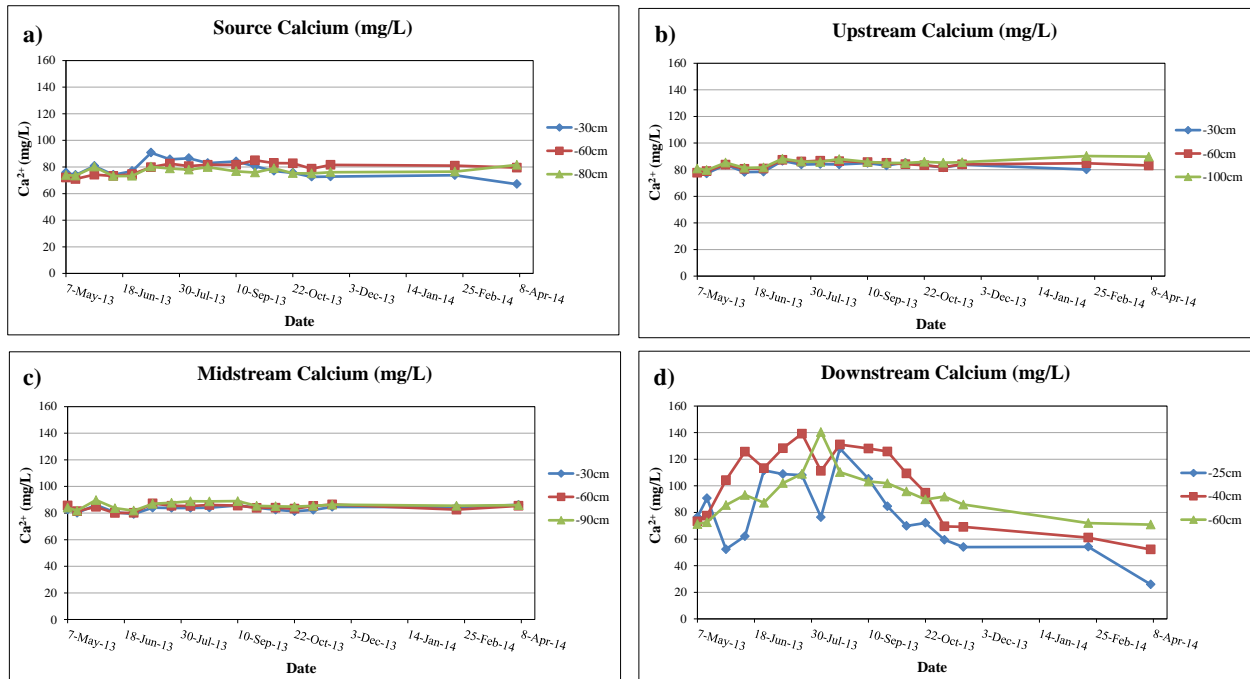 a)
Source Calcium (mg/L)
Ca²⁺ (mg/L)
160
140
120
100
80
60
40
20
0
7-May-13
18-Jun-13
30-Jul-13
10-Sep-13
22-Oct-13
3-Dec-13
14-Jan-14
25-Feb-14
8-Apr-14
Date
-30cm
-60cm
-80cm
b)
Upstream Calcium (mg/L)
Ca²⁺ (mg/L)
160
140
120
100
80
60
40
20
0
7-May-13
18-Jun-13
30-Jul-13
10-Sep-13
22-Oct-13
3-Dec-13
14-Jan-14
25-Feb-14
8-Apr-14
Date
-30cm
-60cm
-100cm
c)
Midstream Calcium (mg/L)
Ca²⁺ (mg/L)
160
140
120
100
80
60
40
20
0
7-May-13
18-Jun-13
30-Jul-13
10-Sep-13
22-Oct-13
3-Dec-13
14-Jan-14
25-Feb-14
8-Apr-14
Date
-30cm
-60cm
-90cm
d)
Downstream Calcium (mg/L)
Ca²⁺ (mg/L)
160
140
120
100
80
60
40
20
0
7-May-13
18-Jun-13
30-Jul-13
10-Sep-13
22-Oct-13
3-Dec-13
14-Jan-14
25-Feb-14
8-Apr-14
Date
-25cm
-40cm
-60cm